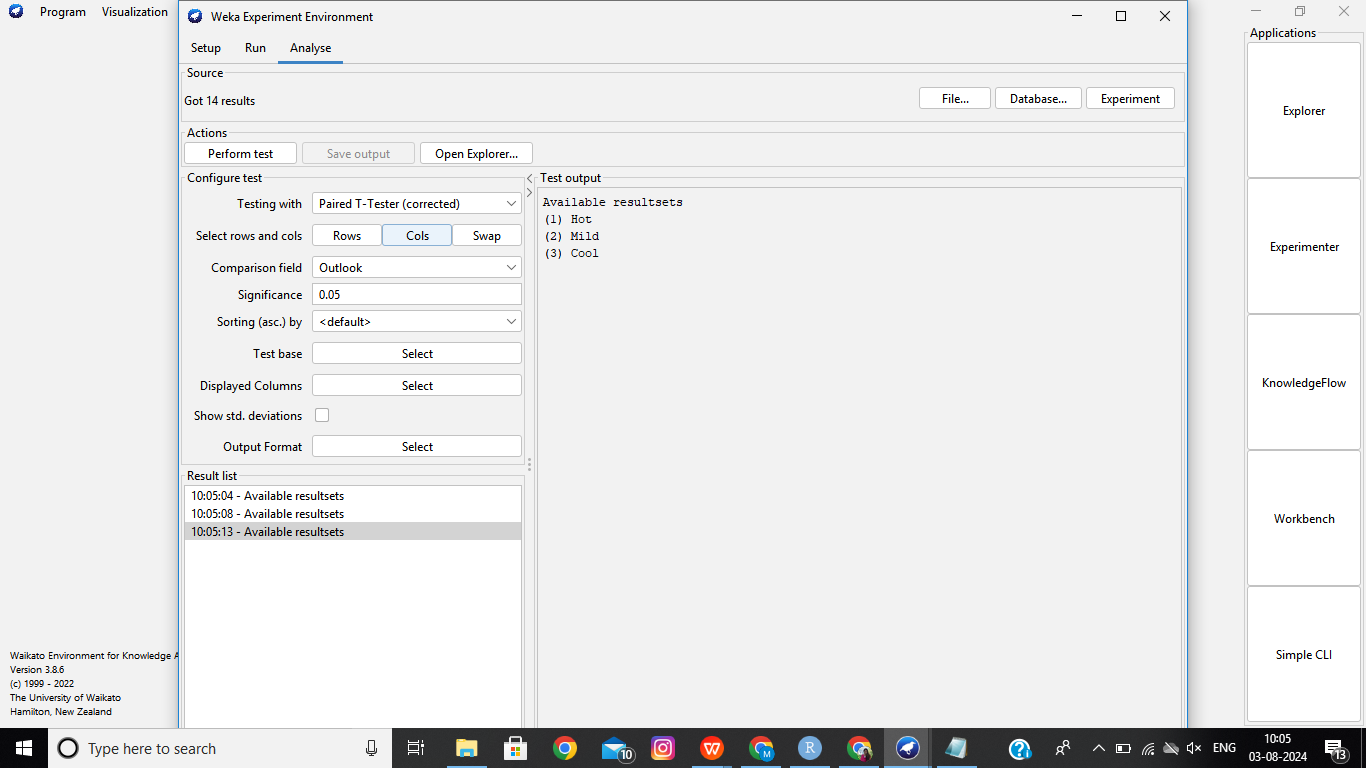 Program Visualization
Weka Experiment Environment
Setup Run Analyse
Source
Got 14 results
File... Database... Experiment
Actions
Perform test Save output Open Explorer...
Configure test
Testing with Paired T-Tester (corrected)
Select rows and cols Rows Cols Swap
Comparison field Outlook
Significance 0.05
Sorting (asc.) by <default>
Test base Select
Displayed Columns Select
Show std. deviations
Output Format Select
Result list
10:05:04 - Available resultsets
10:05:08 - Available resultsets
10:05:13 - Available resultsets
Test output
Available resultsets
(1) Hot
(2) Mild
(3) Cool
Applications
Explorer
Experimenter
KnowledgeFlow
Workbench
Simple CLI
Waikato Environment for Knowledge A
Version 3.8.6
(c) 1999 - 2022
The University of Waikato
Hamilton, New Zealand
Type here to search
10
W
M
R
ENG
10:05
03-08-2024
13